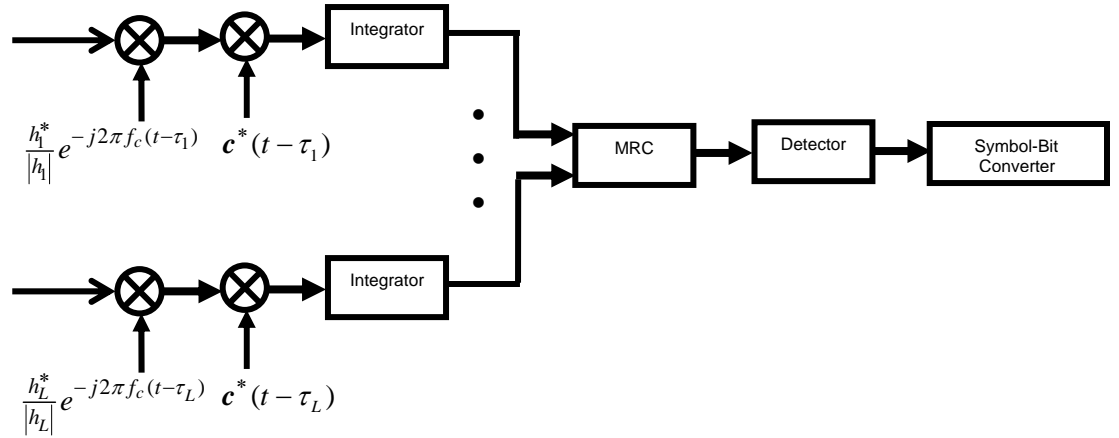 Integrator
h₁*/|h₁| e^{-j2πf_c(t-τ₁)} c*(t-τ₁)
MRC
Detector
Symbol-Bit
Converter
Integrator
h_L*/|h_L| e^{-j2πf_c(t-τ_L)} c*(t-τ_L)